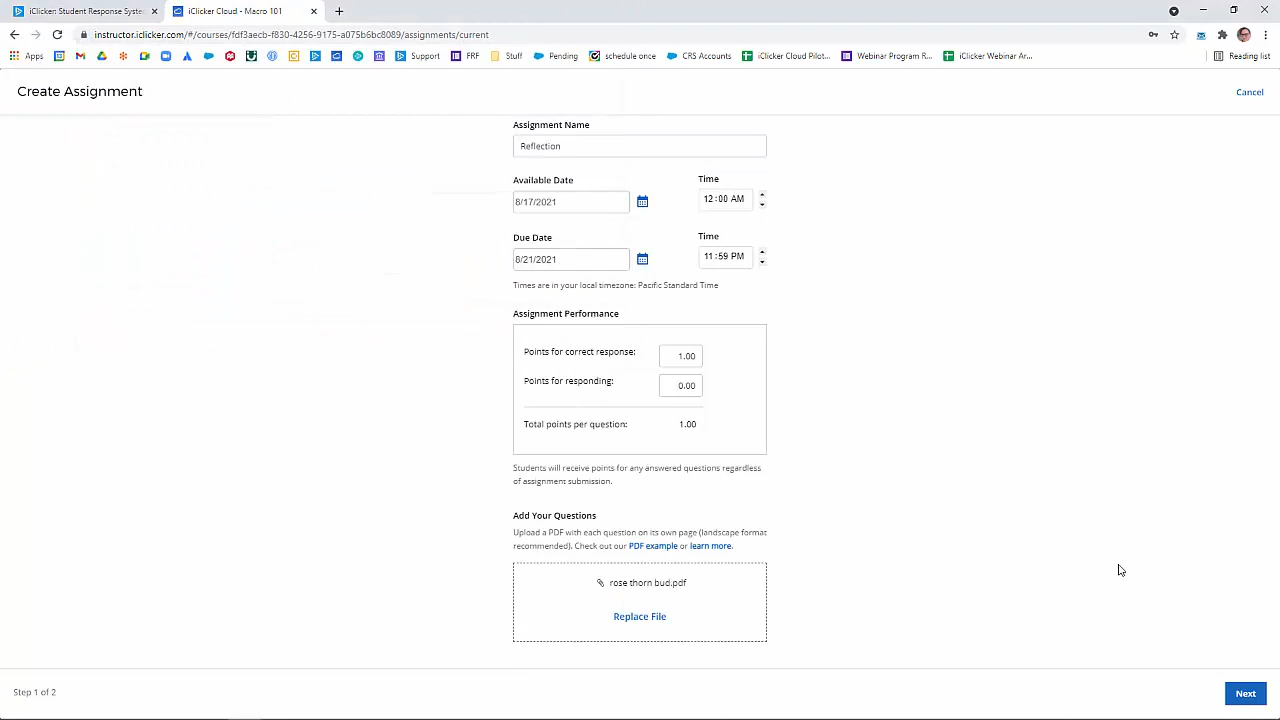 iClicker: Student Response Syste
iClicker Cloud - Macro 101
instructor.iclicker.com/#/courses/fdf3aecb-f830-4256-9175-a075b6bc8089/assignments/current
Apps
Support
FRF
Stuff
Pending
schedule once
CRS Accounts
iClicker Cloud Pilot...
Webinar Program R...
iClicker Webinar Ar...
Reading list
Create Assignment
Cancel
Assignment Name
Reflection
Available Date
Time
8/17/2021
12:00 AM
Due Date
Time
8/21/2021
11:59 PM
Times are in your local timezone: Pacific Standard Time
Assignment Performance
Points for correct response:
1.00
Points for responding:
0.00
Total points per question:
1.00
Students will receive points for any answered questions regardless
of assignment submission.
Add Your Questions
Upload a PDF with each question on its own page (landscape format
recommended). Check out our PDF example or learn more.
rose thorn bud.pdf
Replace File
Step 1 of 2
Next